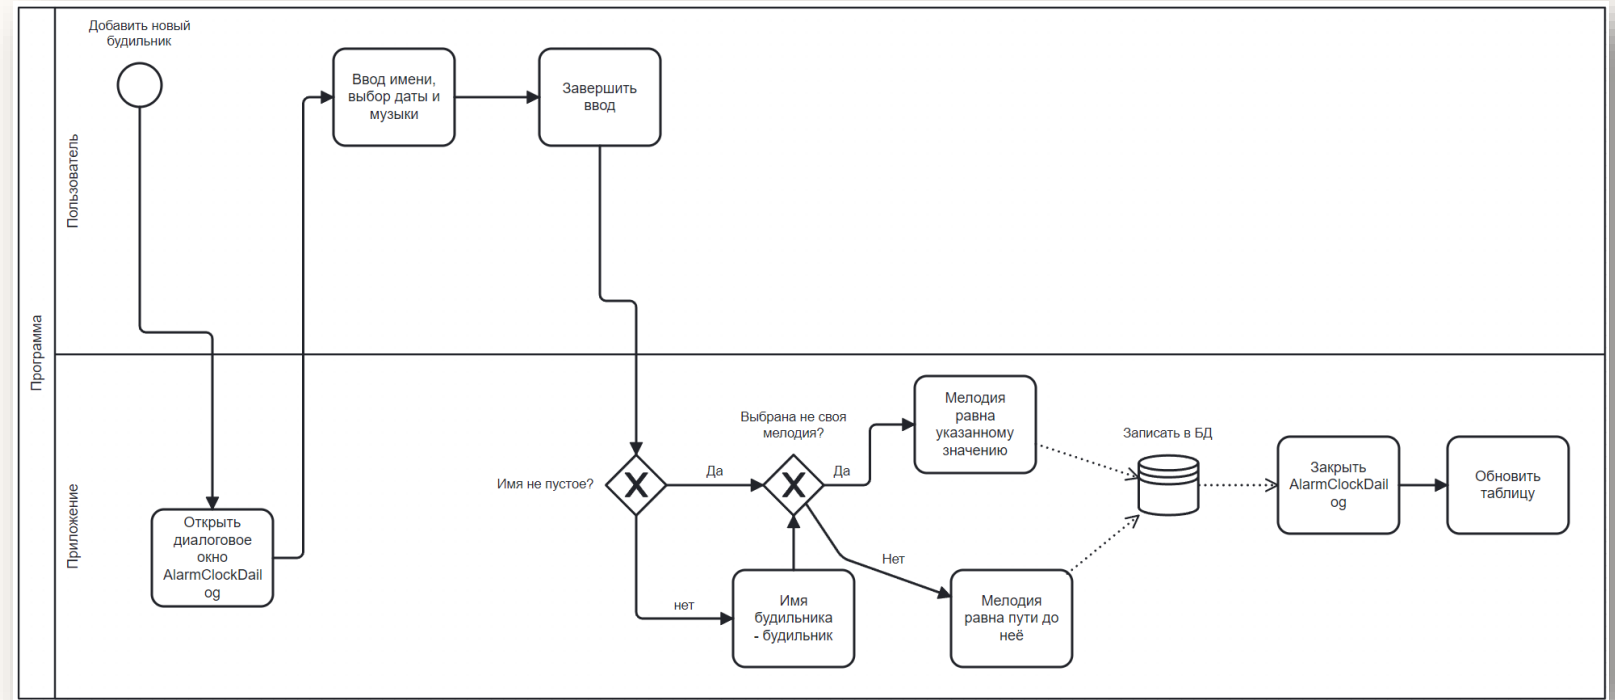 Добавить новый
будильник
Ввод имени,
выбор даты и
музыки
Завершить
ввод
Пользователь
Программа
Приложение
Открыть
диалоговое
окно
AlarmClockDail
og
Имя не пустое?
Да
нет
Имя
будильника
- будильник
Выбрана не своя
мелодия?
Да
Нет
Мелодия
равна
указанному
значению
Мелодия
равна пути до
неё
Записать в БД
Закрыть
AlarmClockDail
og
Обновить
таблицу